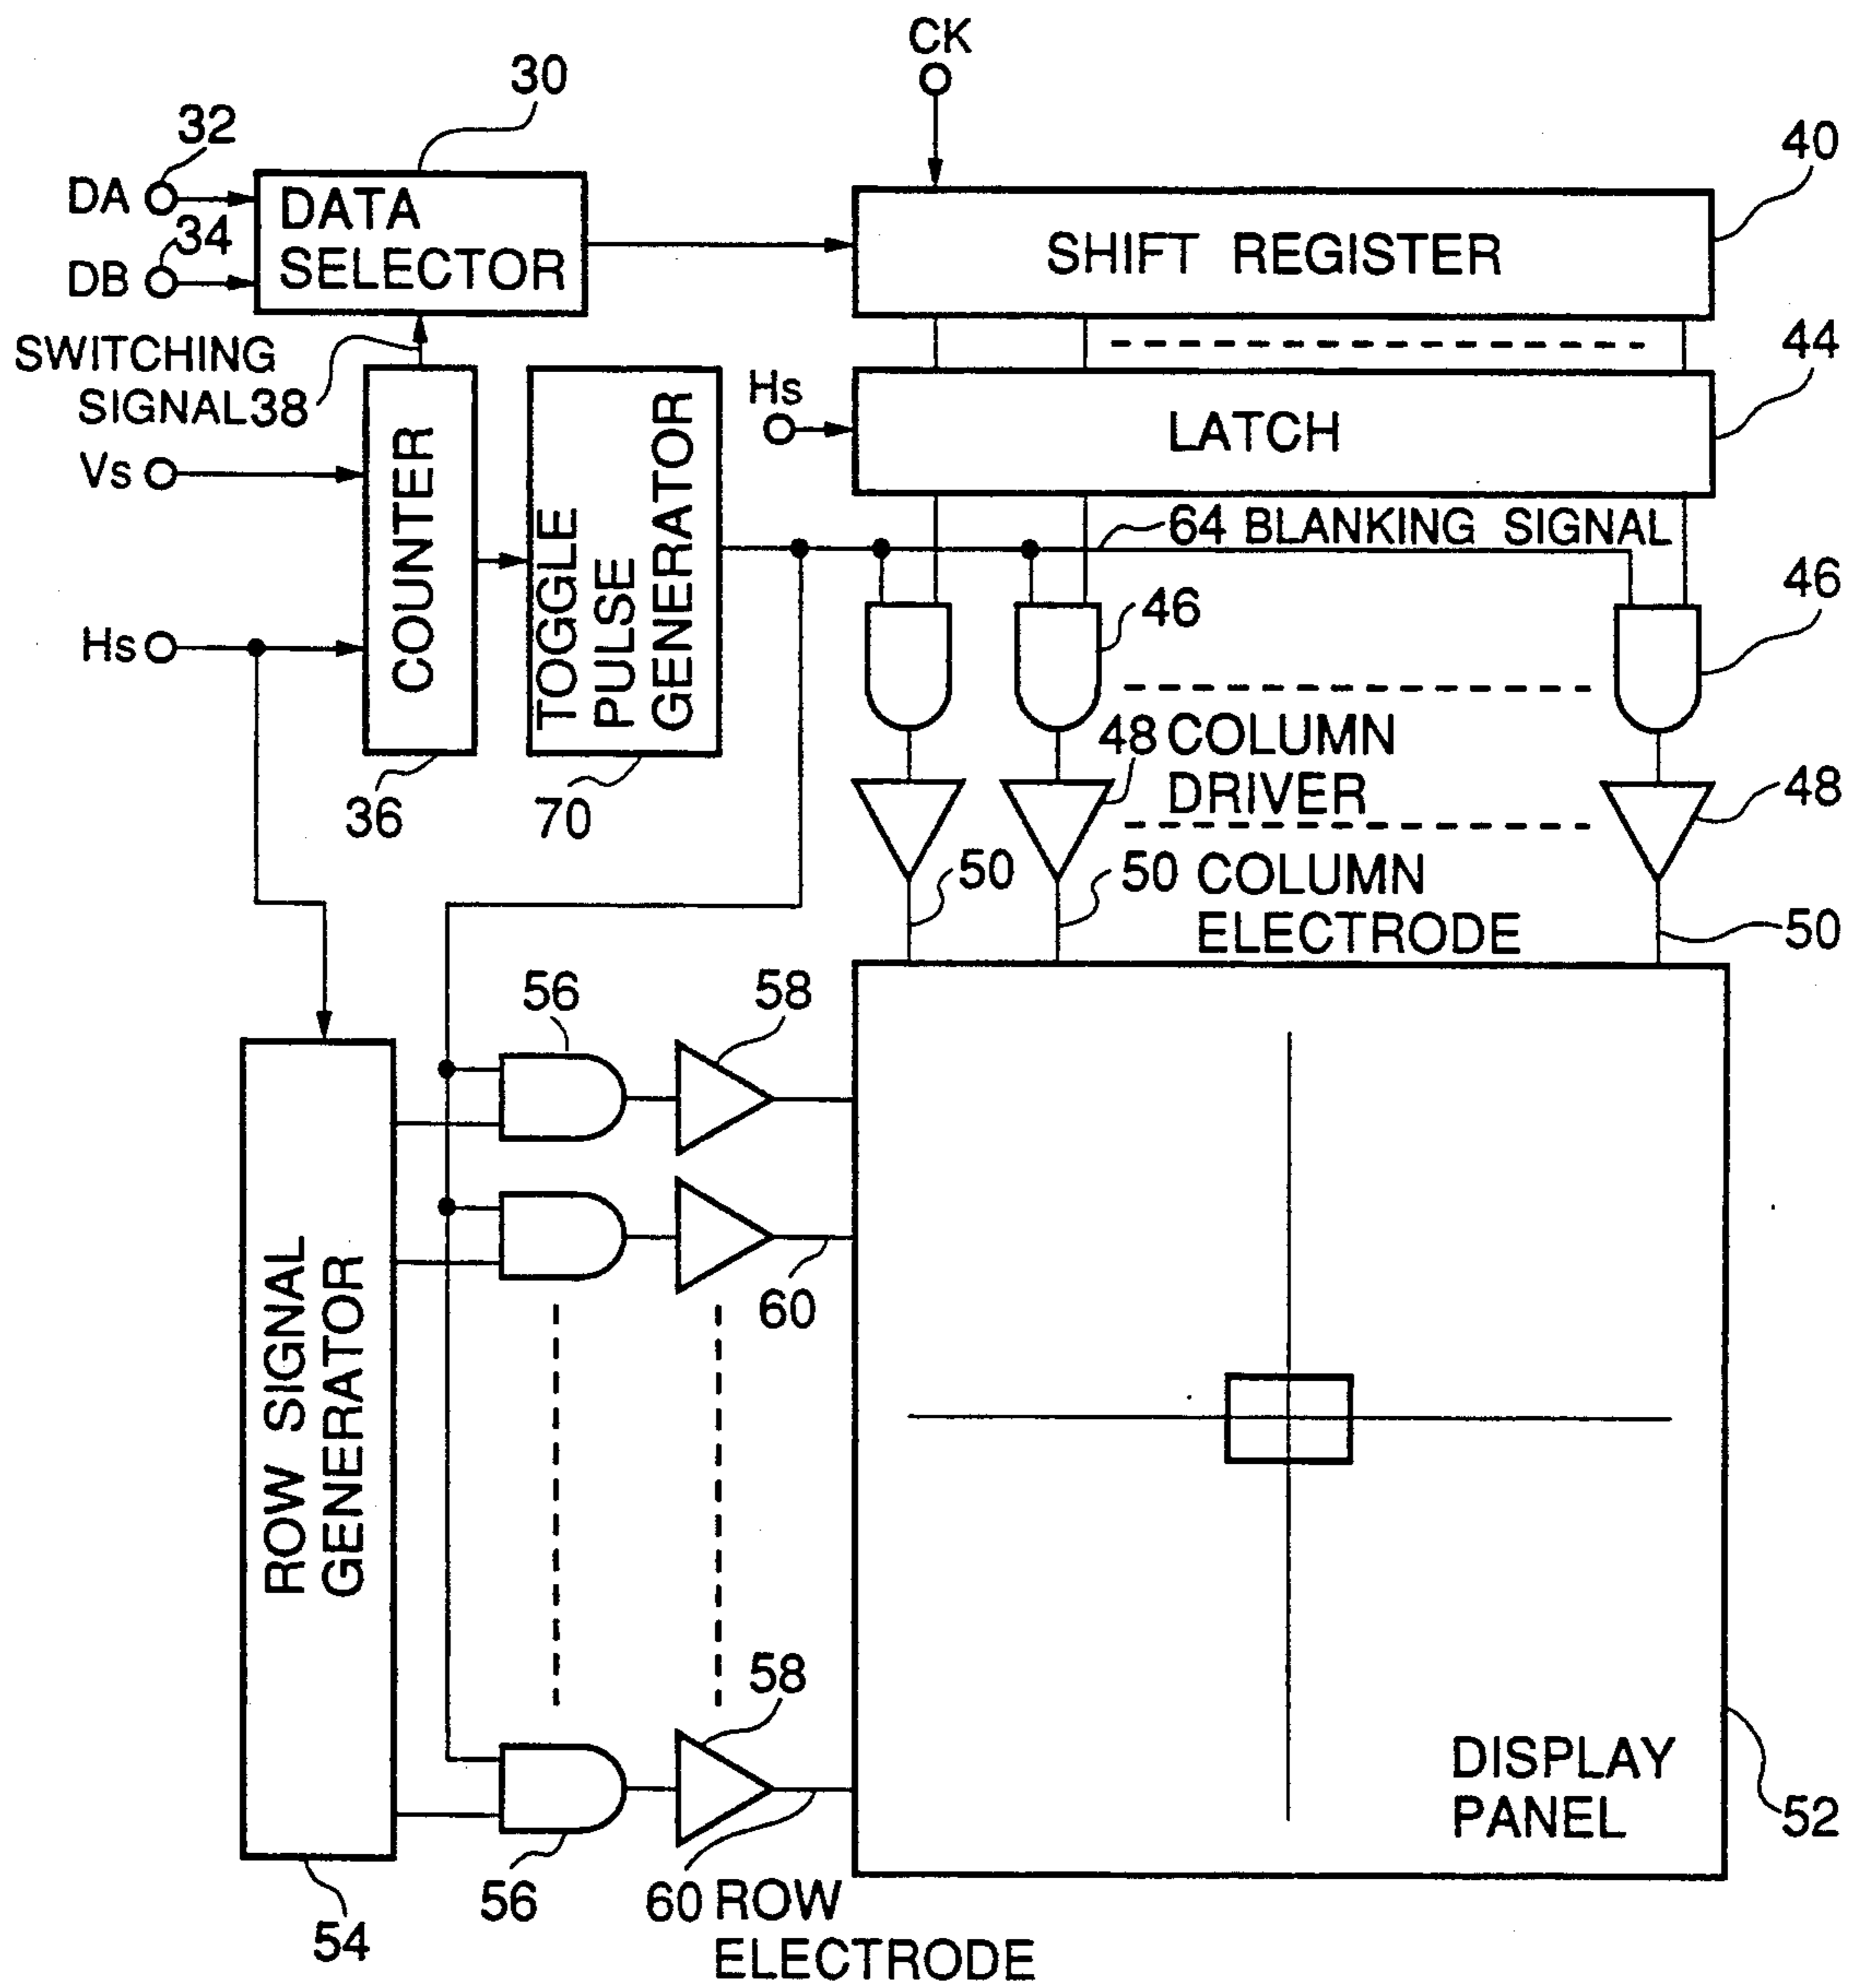 CK
30
32
40
DA
DATA
SELECTOR
34
DB
SHIFT REGISTER
SWITCHING
SIGNAL 38
44
Hs
LATCH
Vs
COUNTER
TOGGLE
PULSE
GENERATOR
64 BLANKING SIGNAL
46
46
Hs
48 COLUMN
DRIVER
48
36
70
50
50 COLUMN
ELECTRODE
50
56
58
ROW SIGNAL
GENERATOR
60
58
DISPLAY
PANEL
52
56
60 ROW
ELECTRODE
54